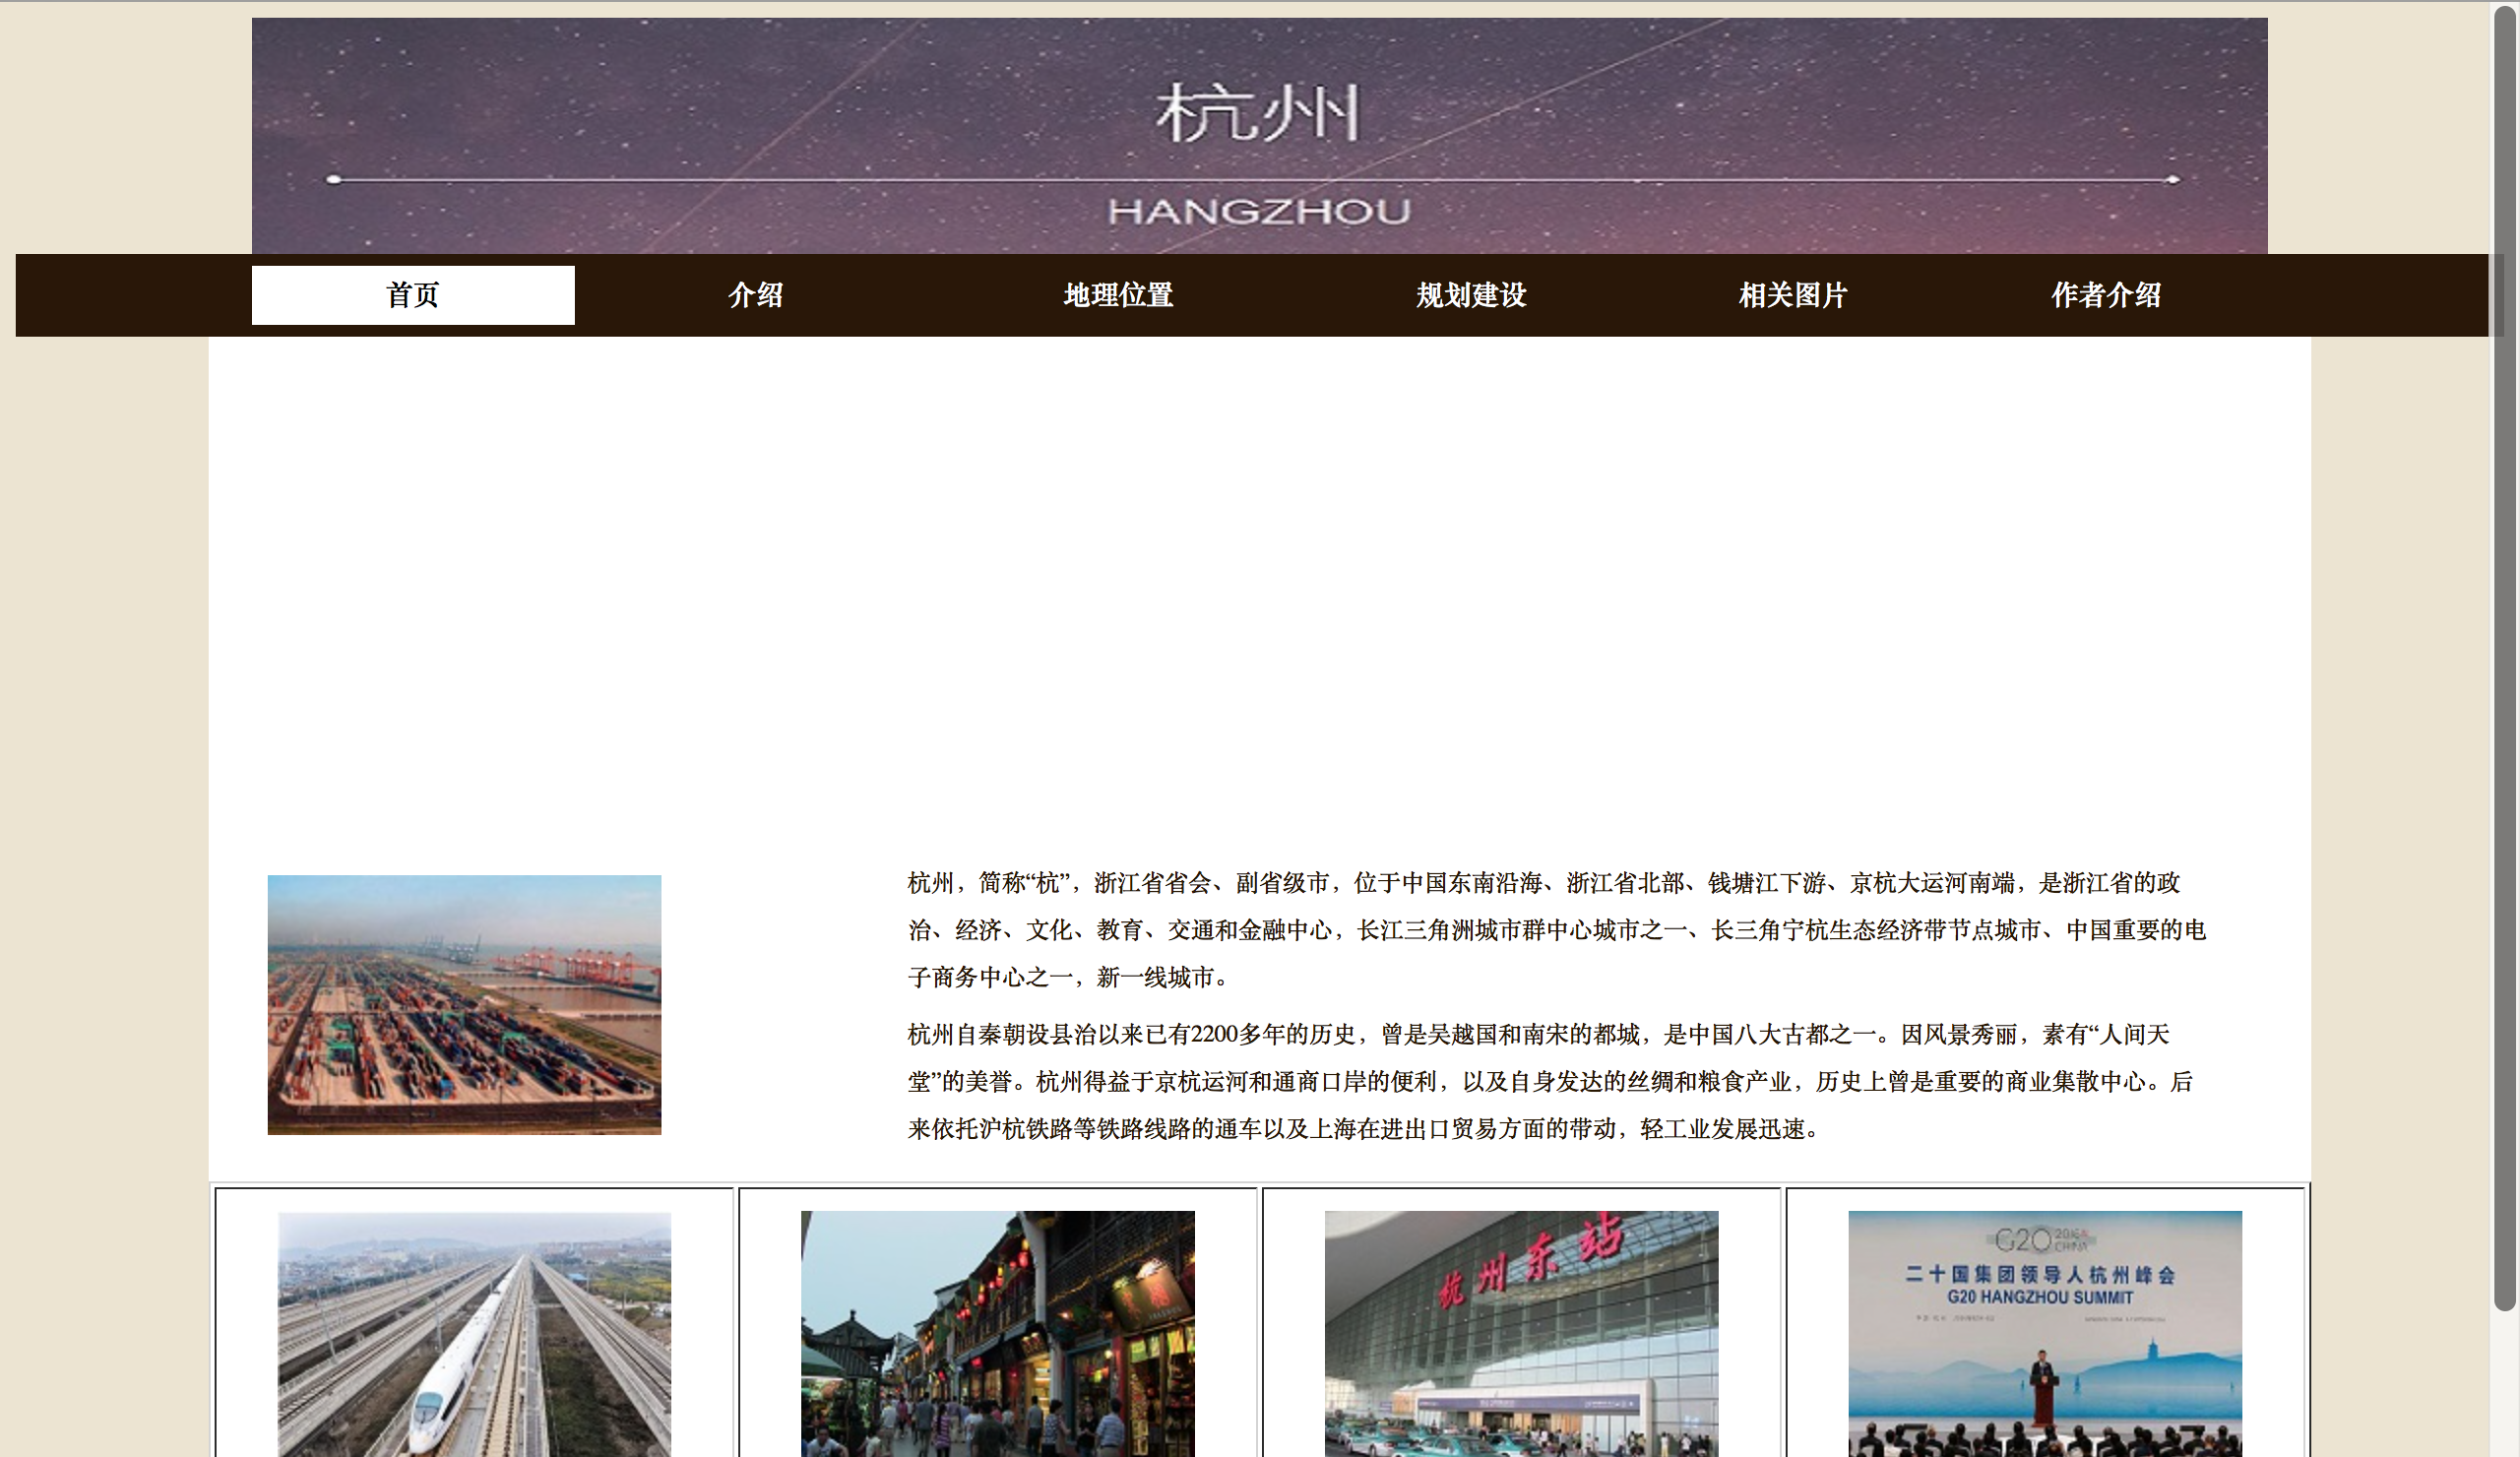 杭州
HANGZHOU
首页 介绍 地理位置 规划建设 相关图片 作者介绍
杭州，简称“杭”，浙江省省会、副省级市，位于中国东南沿海、浙江省北部、钱塘江下游、京杭大运河南端，是浙江省的政
治、经济、文化、教育、交通和金融中心，长江三角洲城市群中心城市之一、长三角宁杭生态经济带节点城市、中国重要的电
子商务中心之一，新一线城市。
杭州自秦朝设县治以来已有2200多年的历史，曾是吴越国和南宋的都城，是中国八大古都之一。因风景秀丽，素有“人间天
堂”的美誉。杭州得益于京杭运河和通商口岸的便利，以及自身发达的丝绸和粮食产业，历史上曾是重要的商业集散中心。后
来依托沪杭铁路等铁路线路的通车以及上海在进出口贸易方面的带动，轻工业发展迅速。
杭州东站
G20 2016 CHINA
二十国集团领导人杭州峰会
G20 HANGZHOU SUMMIT